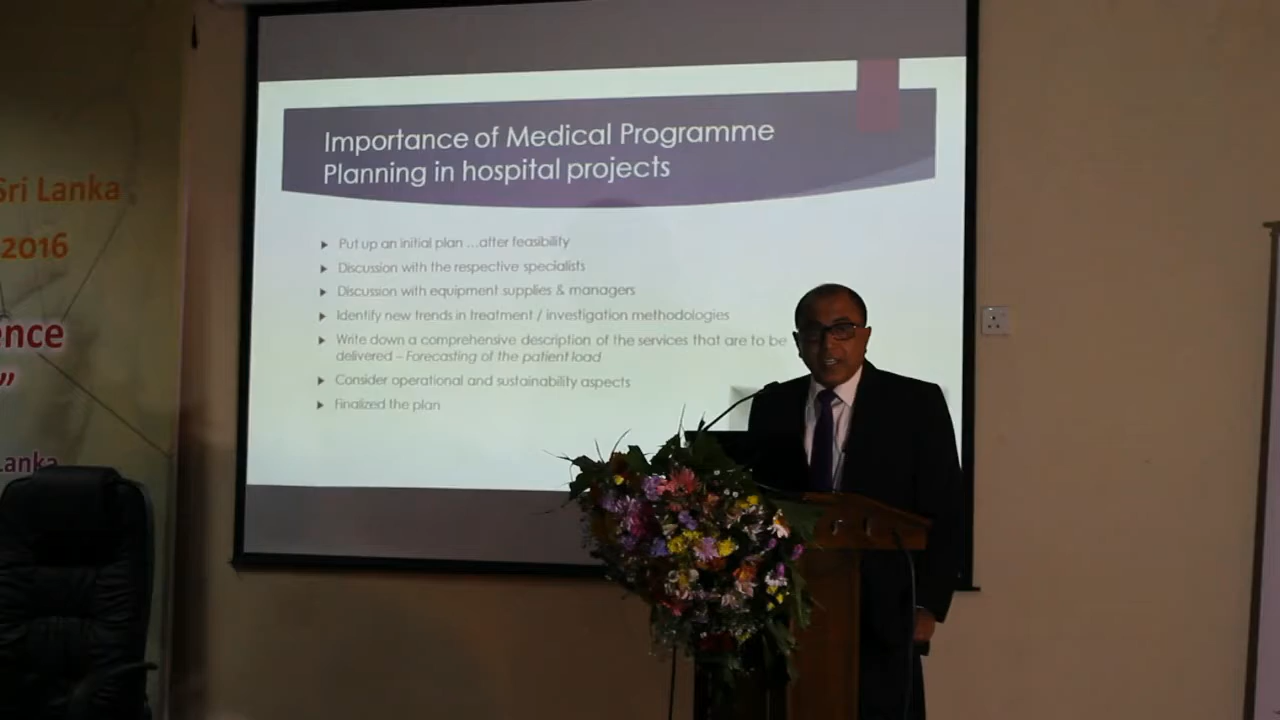 Sri Lanka
2016
ence
”
Lanka
Importance of Medical Programme
Planning in hospital projects
Put up an initial plan ...after feasibility
Discussion with the respective specialists
Discussion with equipment supplies & managers
Identify new trends in treatment / investigation methodologies
Write down a comprehensive description of the services that are to be
delivered – Forecasting of the patient load
Consider operational and sustainability aspects
Finalized the plan